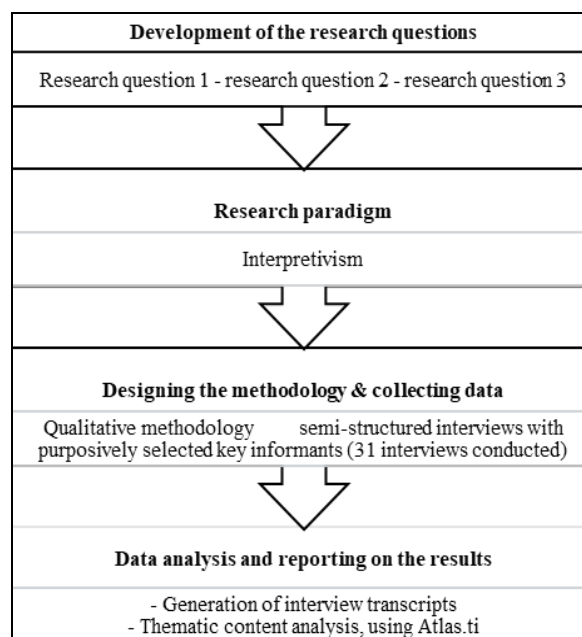 Development of the research questions
Research question 1 - research question 2 - research question 3
Research paradigm
Interpretivism
Designing the methodology & collecting data
Qualitative methodology semi-structured interviews with
purposively selected key informants (31 interviews conducted)
Data analysis and reporting on the results
- Generation of interview transcripts
- Thematic content analysis, using Atlas.ti